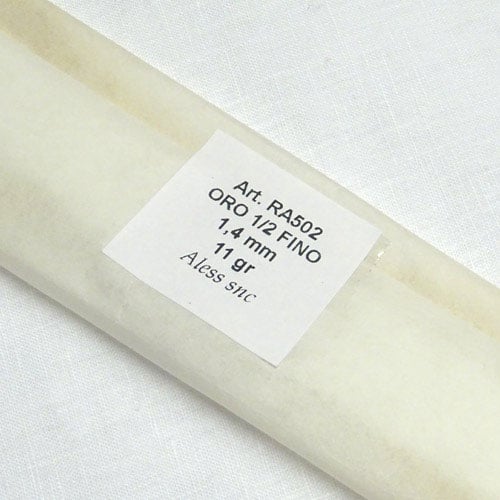 Art. RA502
ORO 1/2 FINO
1,4 mm
11 gr
Aless snc